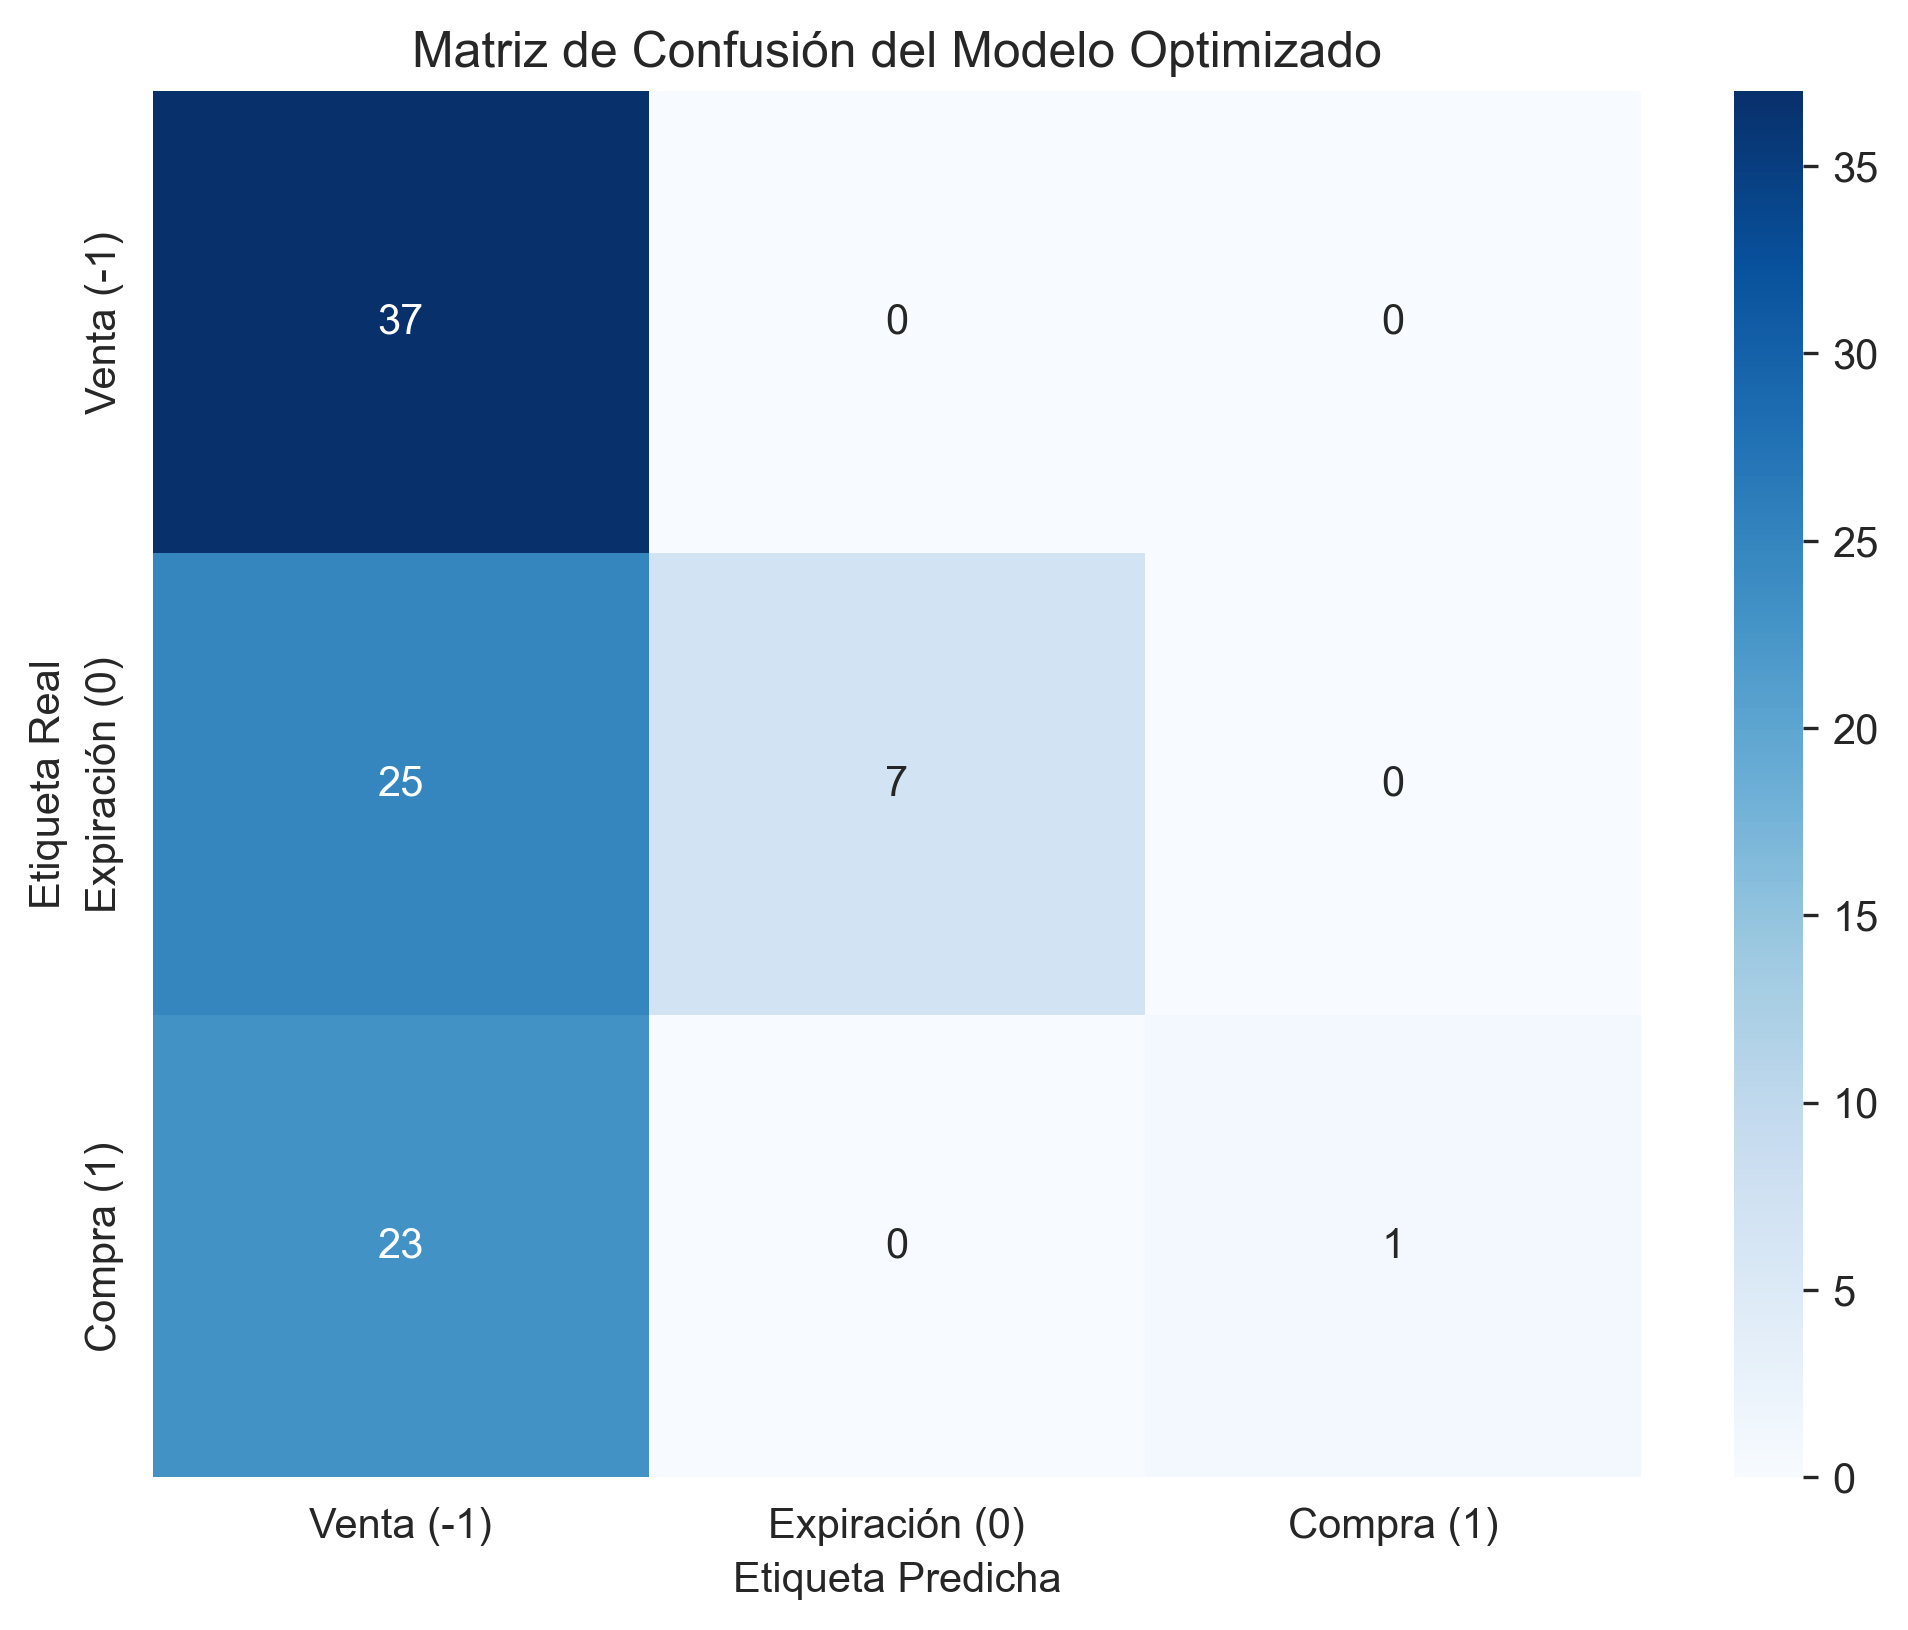 Matriz de Confusión del Modelo Optimizado
Etiqueta Real
Venta (-1)
37 0 0
Expiración (0)
25 7 0
Compra (1)
23 0 1
Venta (-1) Expiración (0) Compra (1)
Etiqueta Predicha
35
30
25
20
15
10
5
0